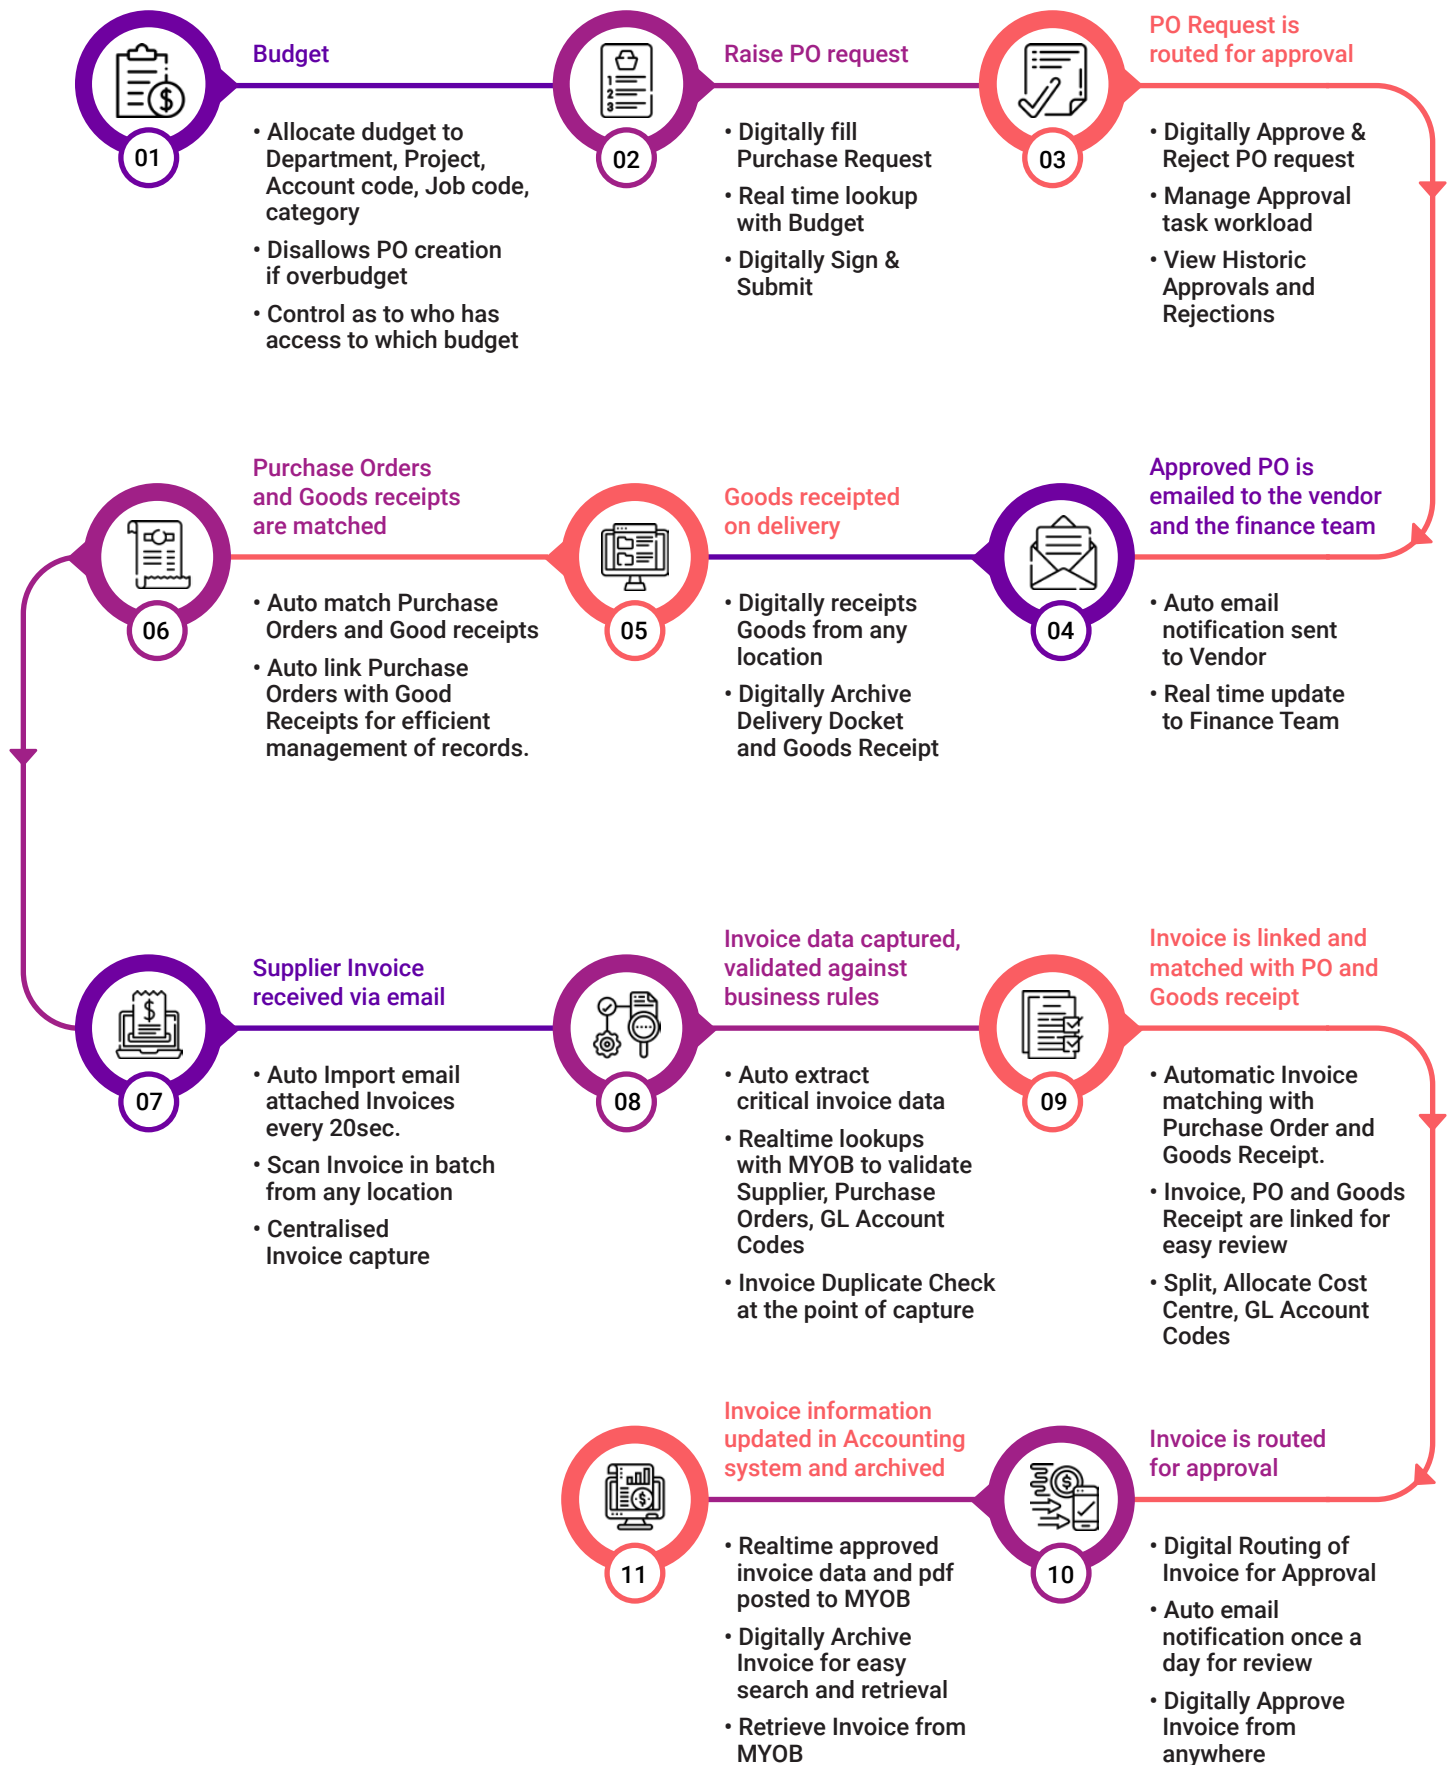 Budget
01
• Allocate dudget to
Department, Project,
Account code, Job code,
category
• Disallows PO creation
if overbudget
• Control as to who has
access to which budget
Raise PO request
1
2
3
02
• Digitally fill
Purchase Request
• Real time lookup
with Budget
• Digitally Sign &
Submit
PO Request is
routed for approval
03
• Digitally Approve &
Reject PO request
• Manage Approval
task workload
• View Historic
Approvals and
Rejections
Approved PO is
emailed to the vendor
and the finance team
04
• Auto email
notification sent
to Vendor
• Real time update
to Finance Team
Goods receipted
on delivery
05
• Digitally receipts
Goods from any
location
• Digitally Archive
Delivery Docket
and Goods Receipt
Purchase Orders
and Goods receipts
are matched
06
• Auto match Purchase
Orders and Good receipts
• Auto link Purchase
Orders with Good
Receipts for efficient
management of records.
Supplier Invoice
received via email
07
• Auto Import email
attached Invoices
every 20sec.
• Scan Invoice in batch
from any location
• Centralised
Invoice capture
Invoice data captured,
validated against
business rules
08
• Auto extract
critical invoice data
• Realtime lookups
with MYOB to validate
Supplier, Purchase
Orders, GL Account
Codes
• Invoice Duplicate Check
at the point of capture
Invoice is linked and
matched with PO and
Goods receipt
09
• Automatic Invoice
matching with
Purchase Order and
Goods Receipt.
• Invoice, PO and Goods
Receipt are linked for
easy review
• Split, Allocate Cost
Centre, GL Account
Codes
Invoice is routed
for approval
10
• Digital Routing of
Invoice for Approval
• Auto email
notification once a
day for review
• Digitally Approve
Invoice from
anywhere
Invoice information
updated in Accounting
system and archived
11
• Realtime approved
invoice data and pdf
posted to MYOB
• Digitally Archive
Invoice for easy
search and retrieval
• Retrieve Invoice from
MYOB